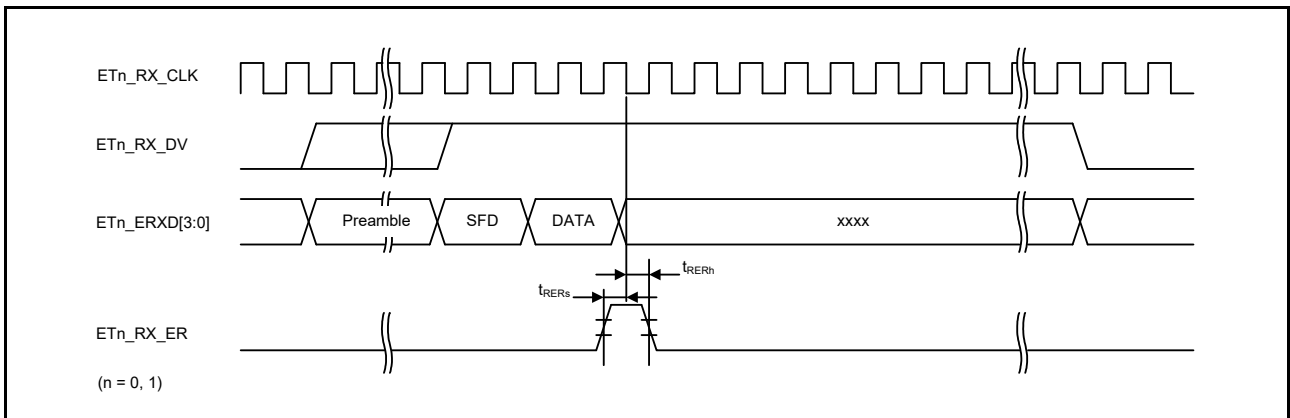 ETn_RX_CLK
ETn_RX_DV
ETn_ERXD[3:0] Preamble SFD DATA xxxx
tRERh
tRERs
ETn_RX_ER
(n = 0, 1)